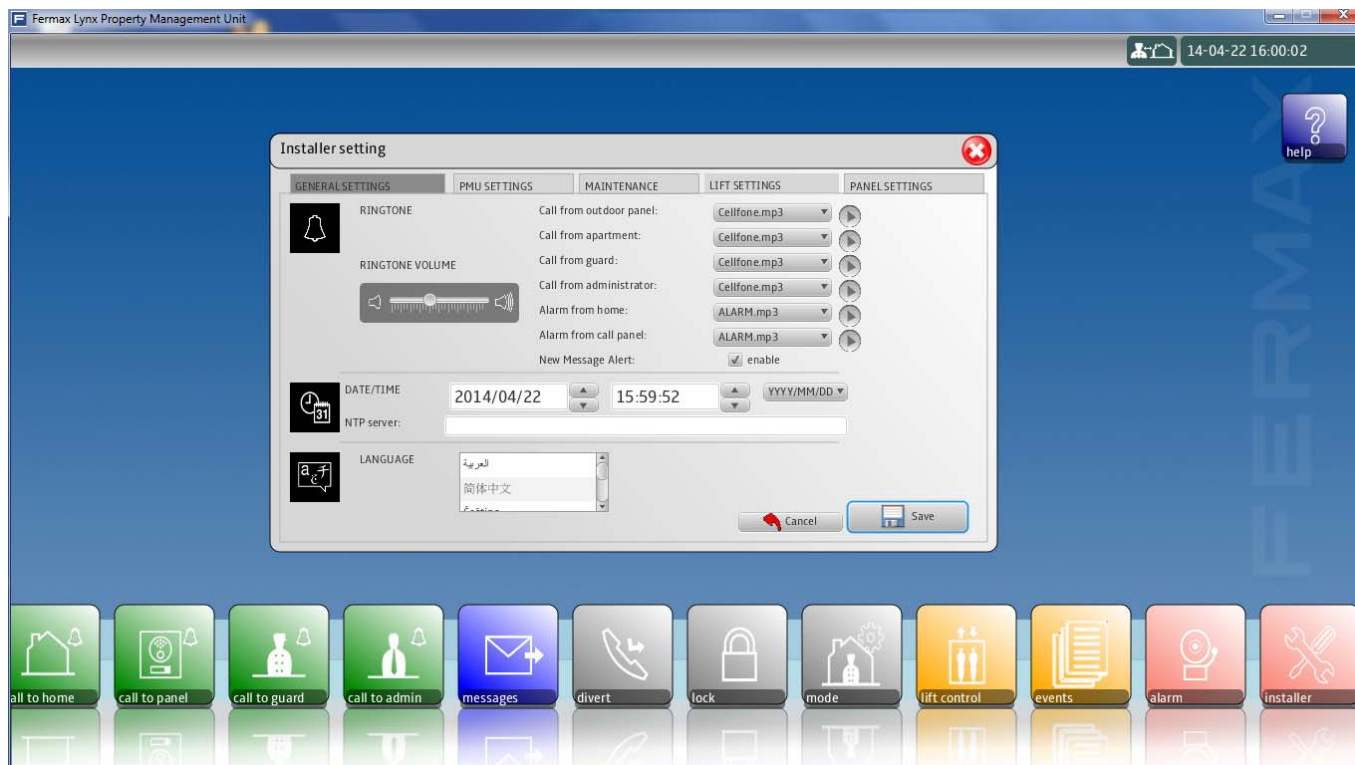 Fermax Lynx Property Management Unit
14-04-22 16:00:02
help
FERMAX
Installer setting
GENERAL SETTINGS PMU SETTINGS MAINTENANCE LIFT SETTINGS PANEL SETTINGS
RINGTONE
Call from outdoor panel: Cellfone.mp3
Call from apartment: Cellfone.mp3
RINGTONE VOLUME
Call from guard: Cellfone.mp3
Call from administrator: Cellfone.mp3
Alarm from home: ALARM.mp3
Alarm from call panel: ALARM.mp3
New Message Alert: enable
DATE/TIME 2014/04/22 15:59:52 YYYY/MM/DD
31
NTP server:
LANGUAGE
العربية
简体中文
Cancel Save
all to home call to panel call to guard call to admin messages divert lock mode lift control events alarm installer